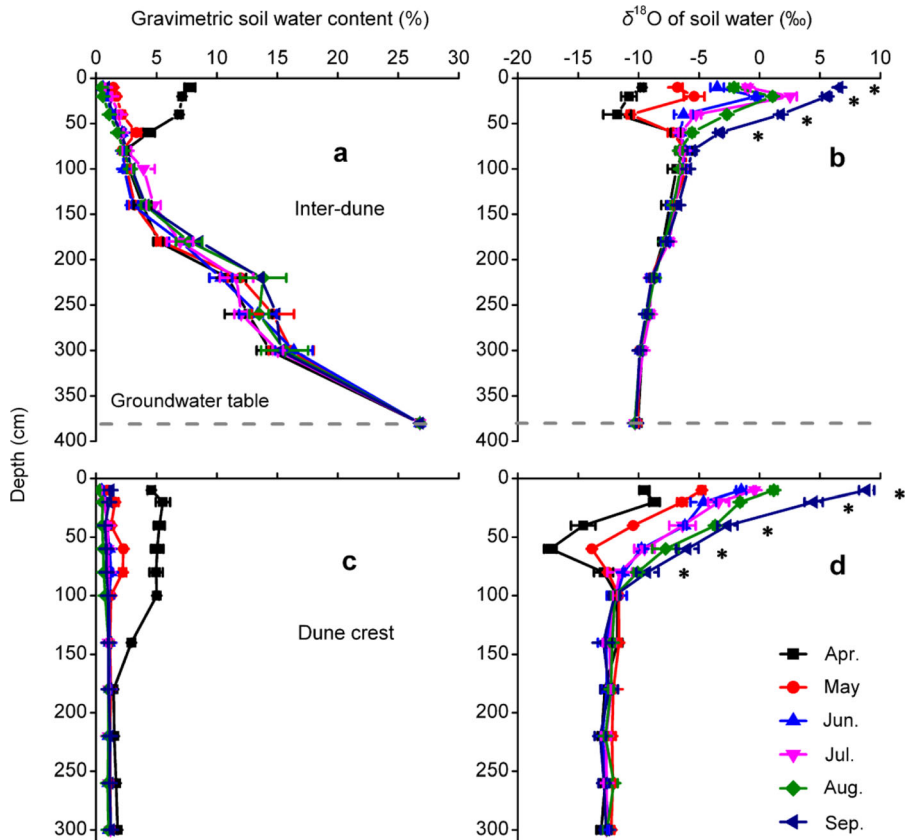 Gravimetric soil water content (%)
δ18O of soil water (‰)
0 5 10 15 20 25 30
-20 -15 -10 -5 0 5 10
0
50
100
150
200
250
300
350
400
a
Inter-dune
Groundwater table
b
* * * *
Depth (cm)
0
50
100
150
200
250
300
c
Dune crest
d
* * * * * *
Apr.
May
Jun.
Jul.
Aug.
Sep.